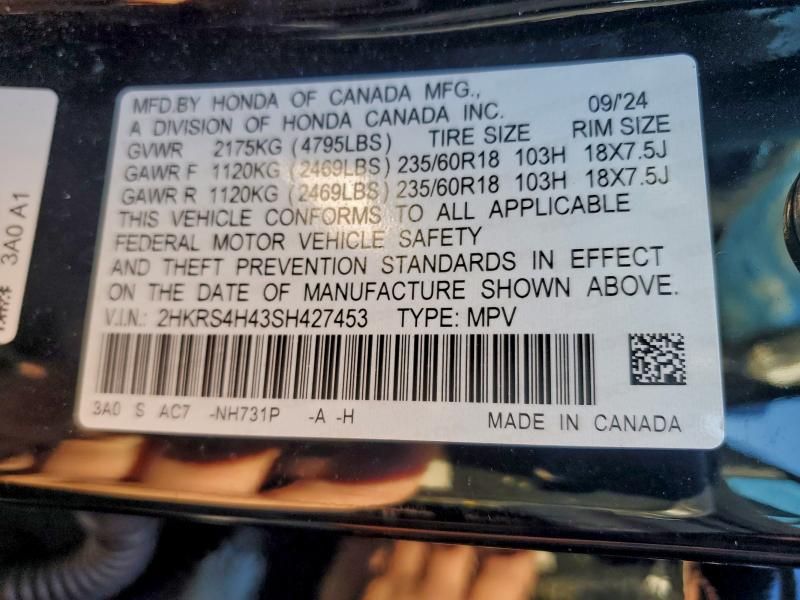 MFD.BY HONDA OF CANADA MFG.,
A DIVISION OF HONDA CANADA INC. 09/'24
GVWR 2175KG (4795LBS) TIRE SIZE RIM SIZE
GAWR F 1120KG (2469LBS) 235/60R18 103H 18X7.5J
GAWR R 1120KG (2469LBS) 235/60R18 103H 18X7.5J
THIS VEHICLE CONFORMS TO ALL APPLICABLE
FEDERAL MOTOR VEHICLE SAFETY
AND THEFT PREVENTION STANDARDS IN EFFECT
ON THE DATE OF MANUFACTURE SHOWN ABOVE.
V.I.N.: 2HKRS4H43SH427453 TYPE: MPV
3A0 S AC7 -NH731P -A -H MADE IN CANADA
3A0 A1